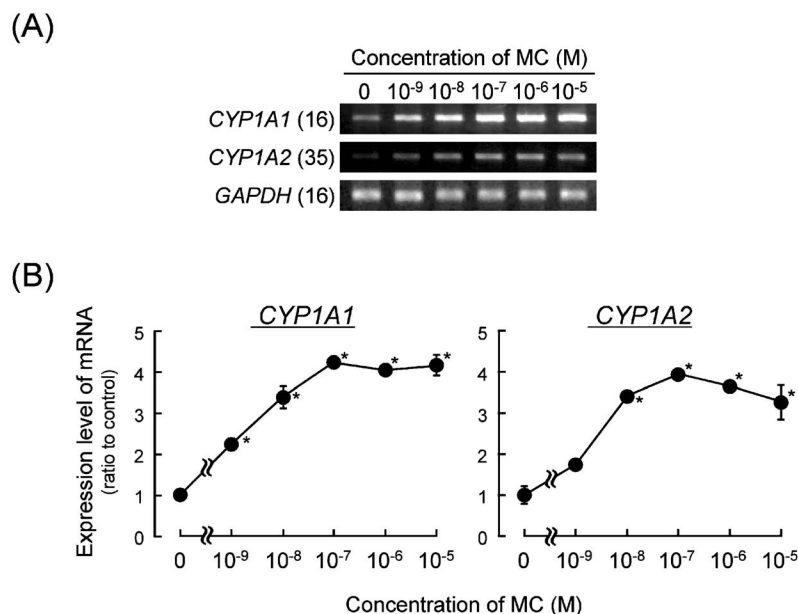 (A)
Concentration of MC (M)
0 10⁻⁹ 10⁻⁸ 10⁻⁷ 10⁻⁶ 10⁻⁵
CYP1A1 (16)
CYP1A2 (35)
GAPDH (16)
(B)
CYP1A1
CYP1A2
Expression level of mRNA
(ratio to control)
5
4
3
2
1
0
5
4
3
2
1
0
* * * * *
* * * *
0 10⁻⁹ 10⁻⁸ 10⁻⁷ 10⁻⁶ 10⁻⁵
0 10⁻⁹ 10⁻⁸ 10⁻⁷ 10⁻⁶ 10⁻⁵
Concentration of MC (M)